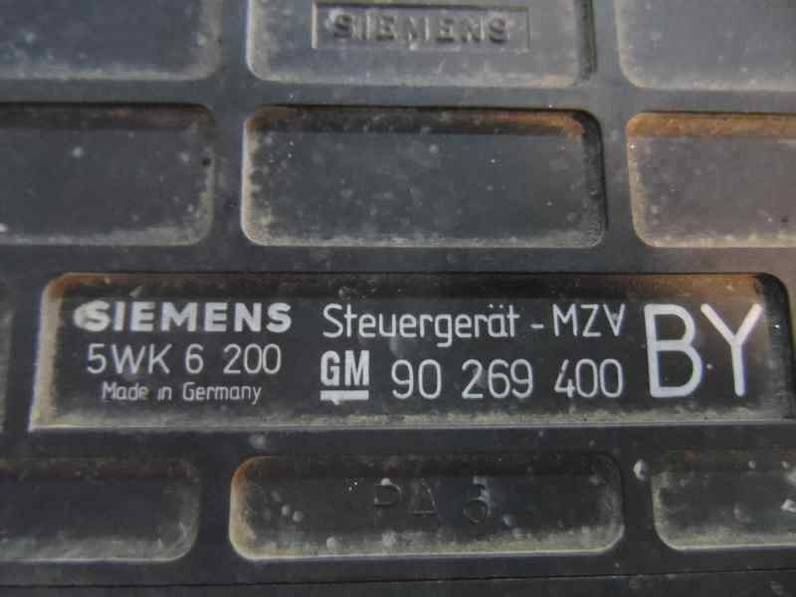 SIEMENS
SIEMENS Steuergerät - MZV BY
5WK 6 200 GM 90 269 400
Made in Germany
PA 6